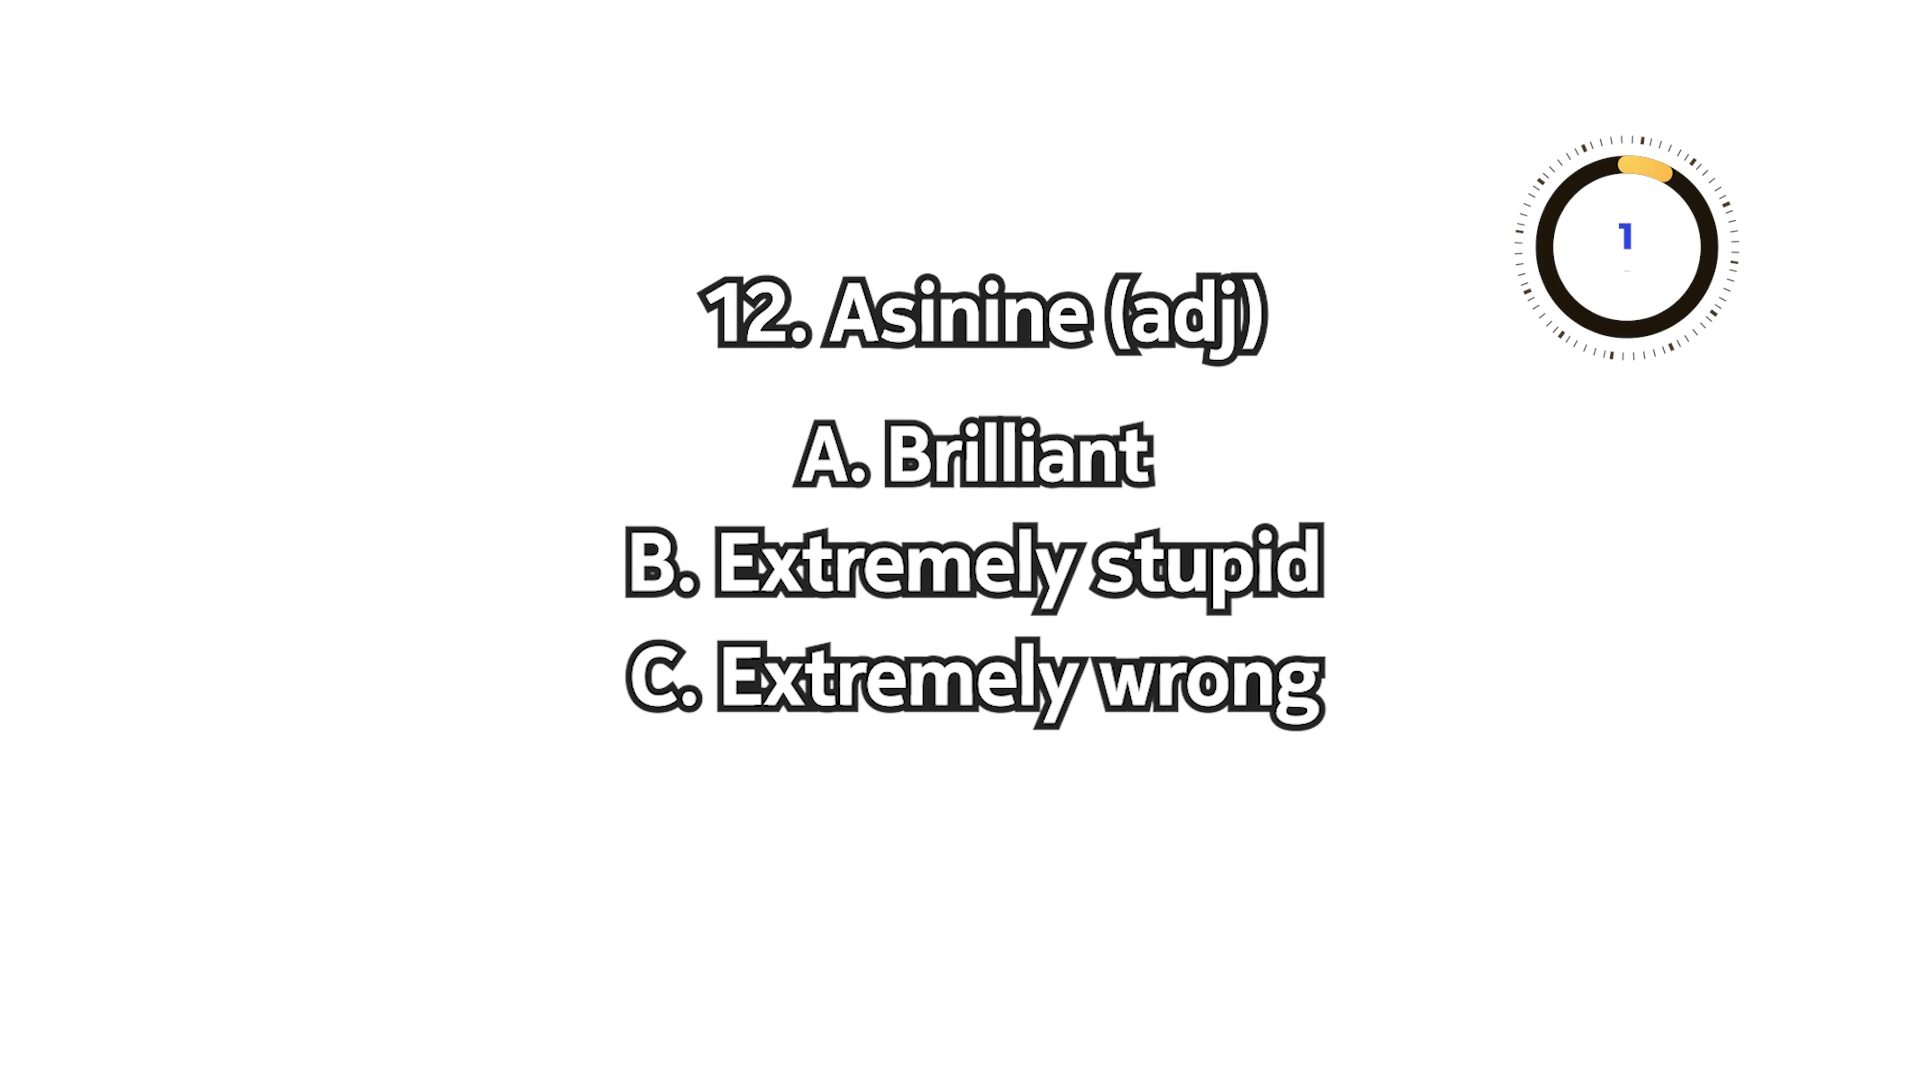 1
12. Asinine (adj)
A. Brilliant
B. Extremely stupid
C. Extremely wrong